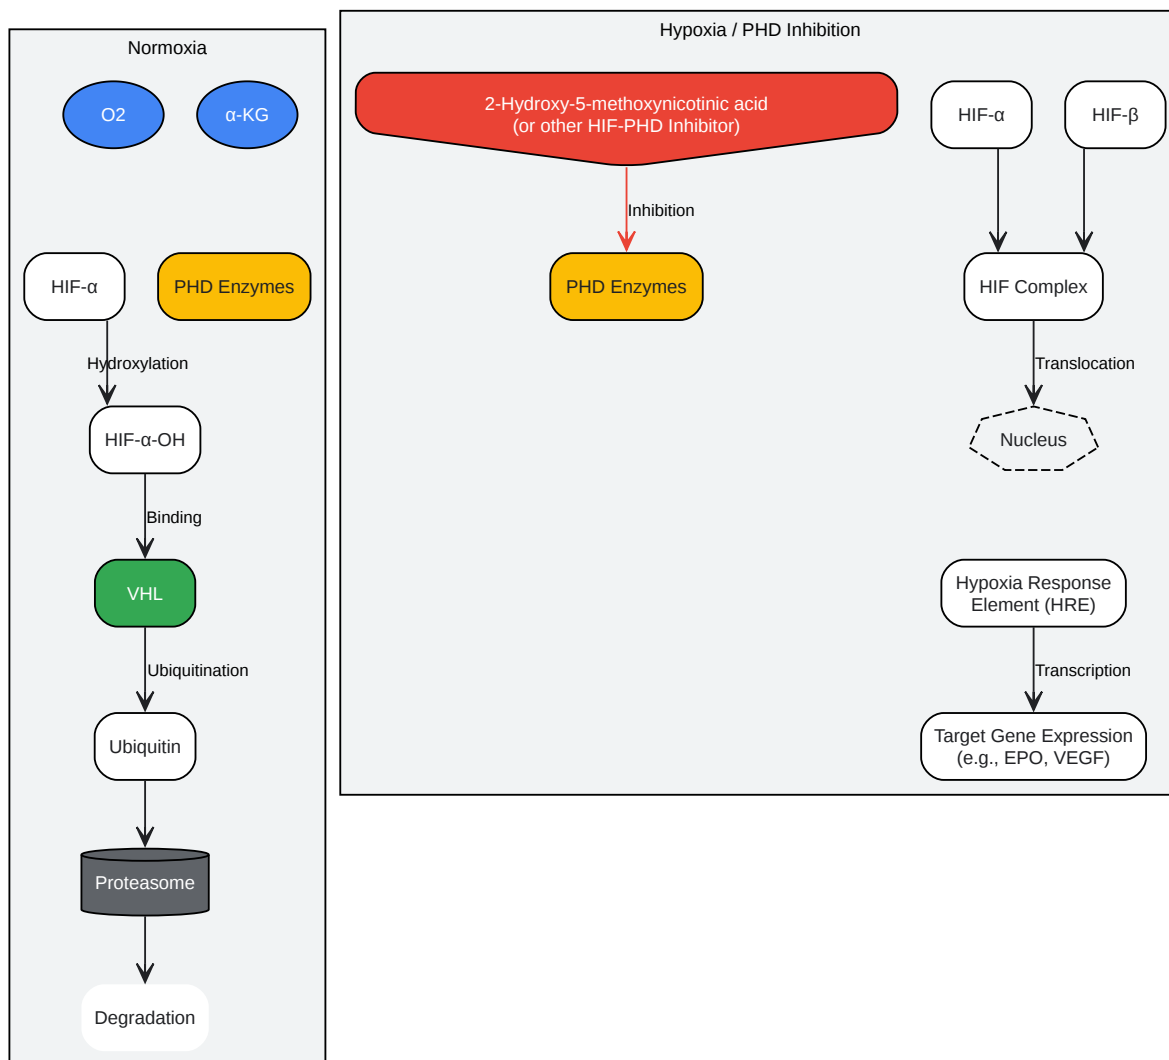 Normoxia
O2
α-KG
HIF-α
PHD Enzymes
Hydroxylation
HIF-α-OH
Binding
VHL
Ubiquitination
Ubiquitin
Proteasome
Degradation
Hypoxia / PHD Inhibition
2-Hydroxy-5-methoxynicotinic acid
(or other HIF-PHD Inhibitor)
HIF-α
HIF-β
Inhibition
PHD Enzymes
HIF Complex
Translocation
Nucleus
Hypoxia Response
Element (HRE)
Transcription
Target Gene Expression
(e.g., EPO, VEGF)